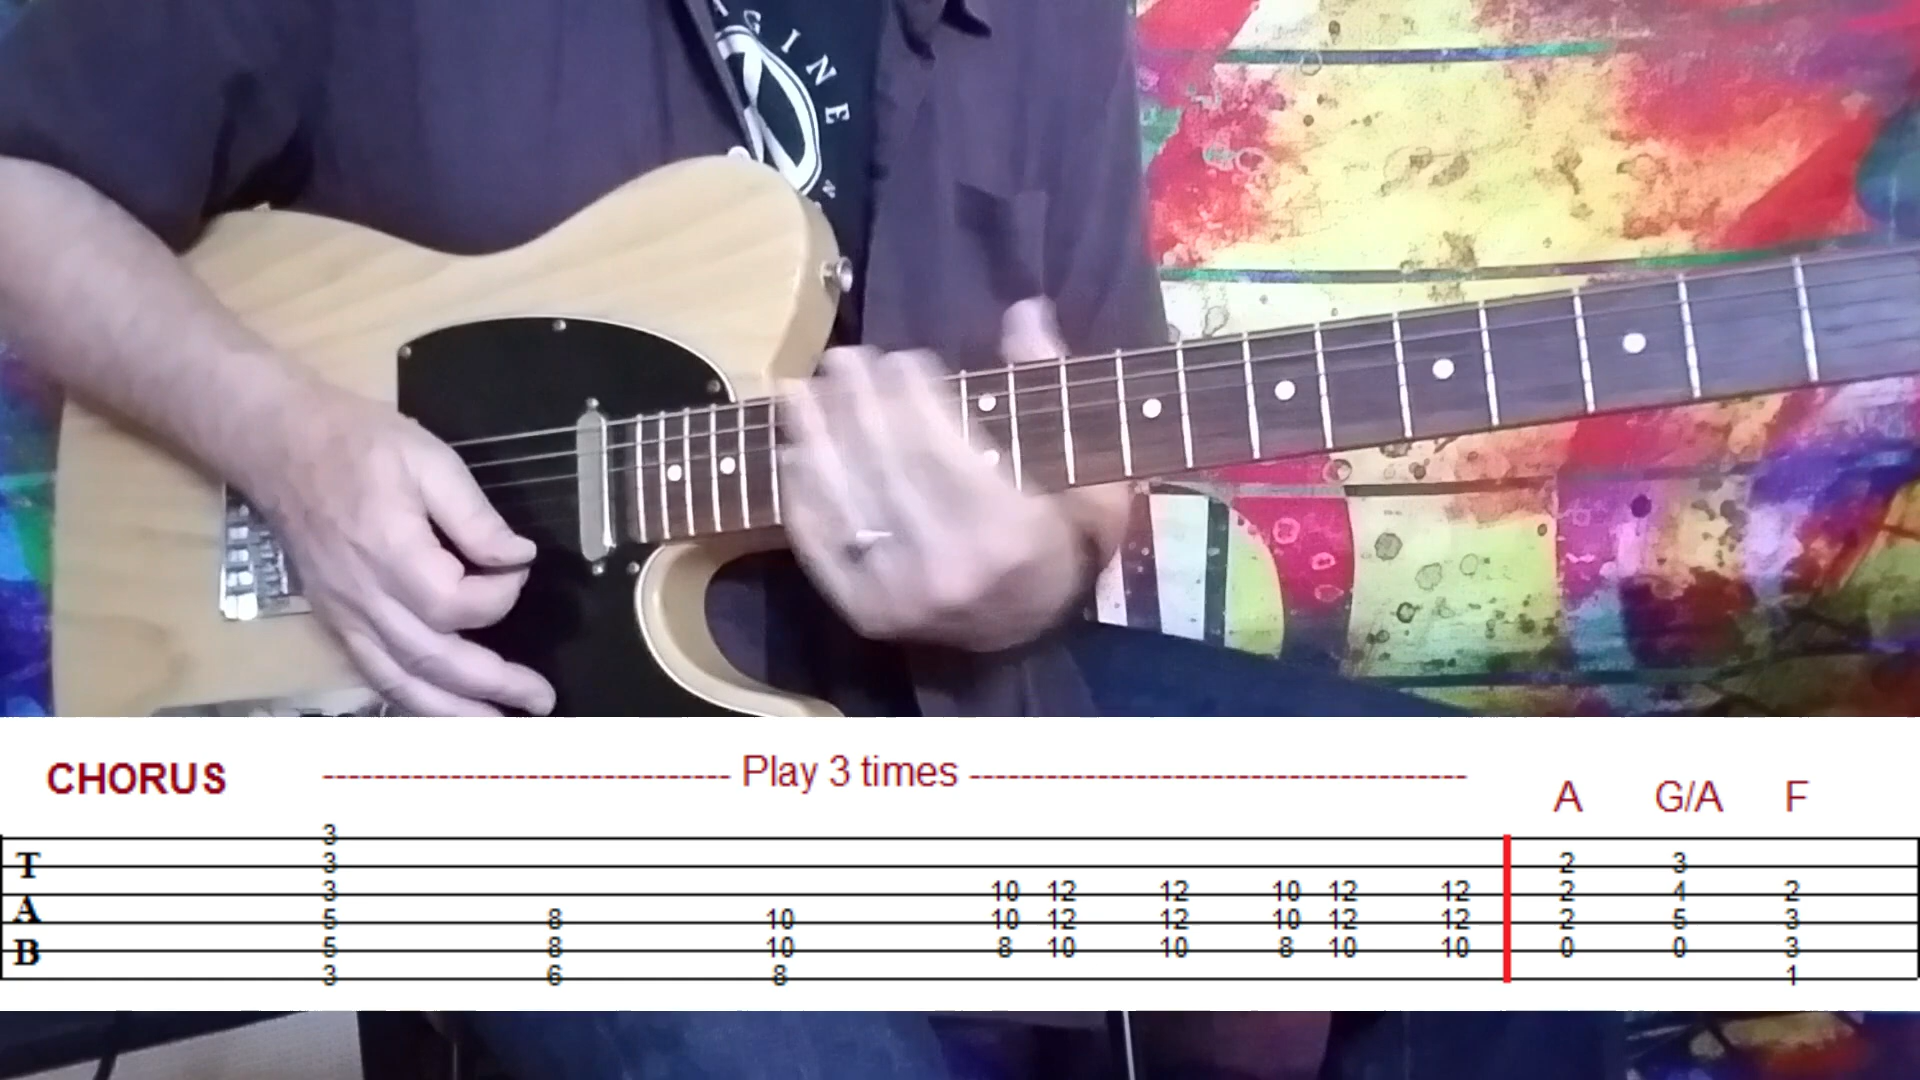 GINE
CHORUS ------------------------------ Play 3 times ------------------------------------ A G/A F
3
T 3 2 3
3 10 12 12 10 12 12 2 4 2
A 5 8 10 10 12 12 10 12 12 2 5 3
B 5 8 10 8 10 10 8 10 10 0 0 3
3 6 8 1